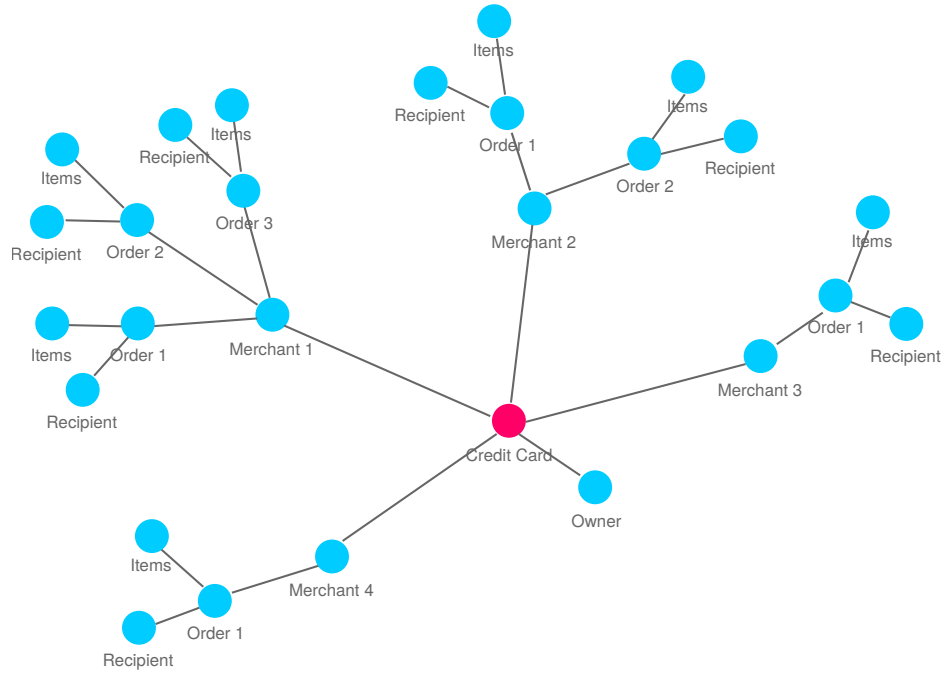 Items
Recipient
Order 1
Items
Recipient
Order 2
Merchant 2
Items
Recipient
Order 3
Items
Recipient
Order 2
Items
Order 1
Recipient
Merchant 1
Items
Order 1
Recipient
Merchant 3
Credit Card
Owner
Items
Merchant 4
Order 1
Recipient